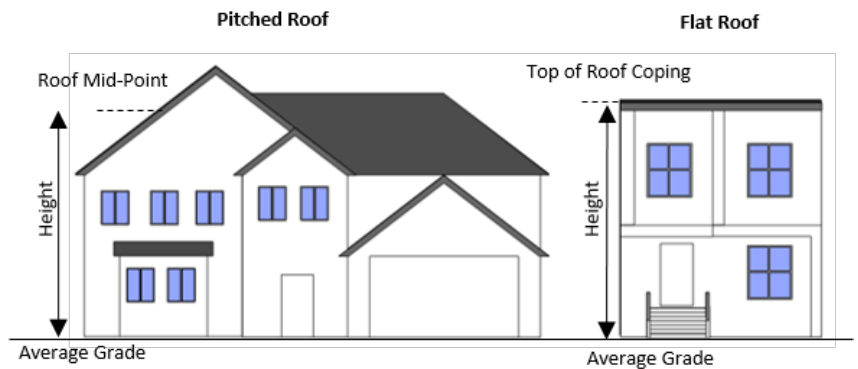 Pitched Roof
Flat Roof
Roof Mid-Point
Top of Roof Coping
Height
Height
Average Grade
Average Grade